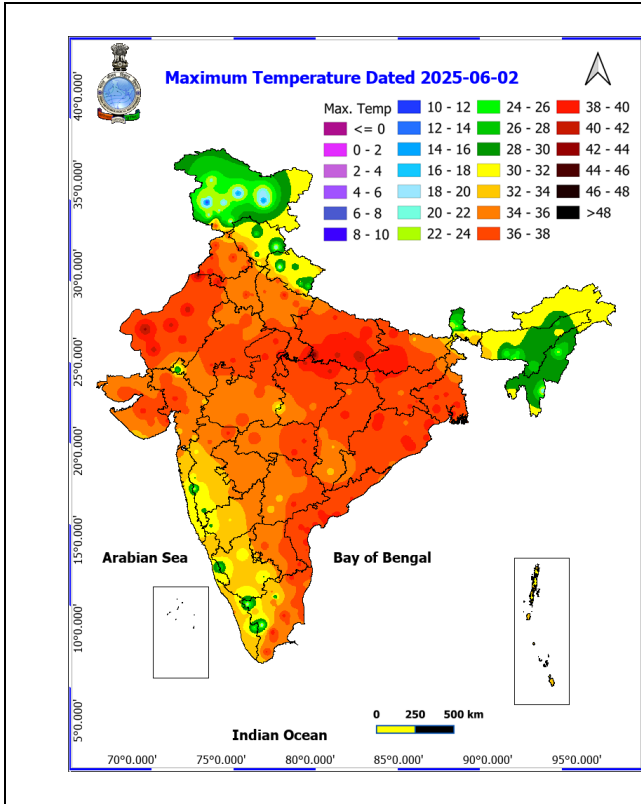 Maximum Temperature Dated 2025-06-02
Max. Temp
<= 0
0 - 2
2 - 4
4 - 6
6 - 8
8 - 10
10 - 12
12 - 14
14 - 16
16 - 18
18 - 20
20 - 22
22 - 24
24 - 26
26 - 28
28 - 30
30 - 32
32 - 34
34 - 36
36 - 38
38 - 40
40 - 42
42 - 44
44 - 46
46 - 48
>48
40°0.000'
35°0.000'
30°0.000'
25°0.000'
20°0.000'
15°0.000'
10°0.000'
5°0.000'
Arabian Sea
Bay of Bengal
Indian Ocean
0 250 500 km
70°0.000' 75°0.000' 80°0.000' 85°0.000' 90°0.000' 95°0.000'